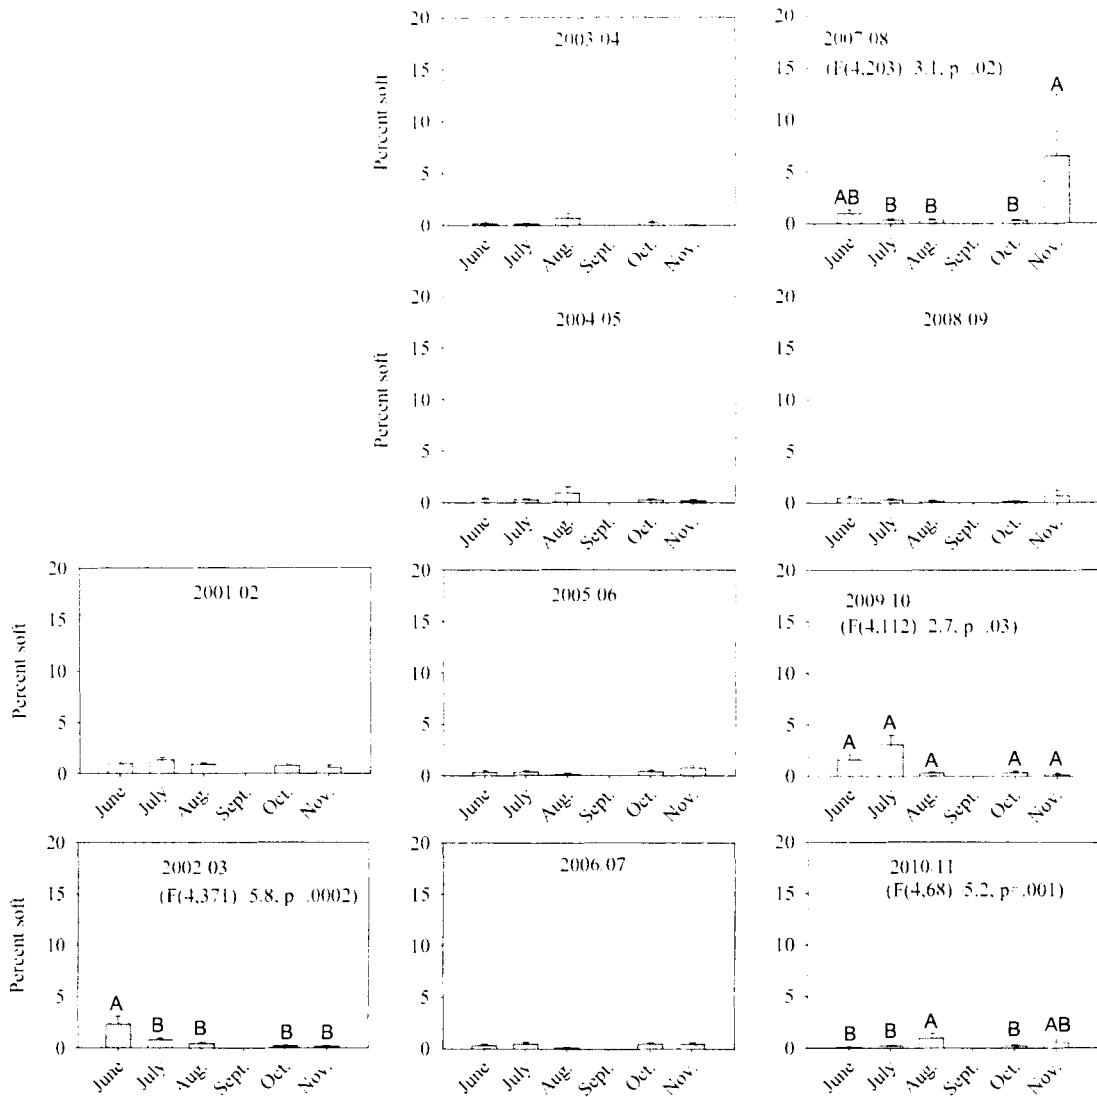 20
15
10
5
0
Percent soft
2003-04
June
July
Aug.
Sept.
Oct.
Nov.
20
15
10
5
0
2007-08
(F(4,203) 3.1, p .02)
AB
B
B
B
A
June
July
Aug.
Sept.
Oct.
Nov.
20
15
10
5
0
Percent soft
2004-05
June
July
Aug.
Sept.
Oct.
Nov.
20
15
10
5
0
2008-09
June
July
Aug.
Sept.
Oct.
Nov.
20
15
10
5
0
Percent soft
2001-02
June
July
Aug.
Sept.
Oct.
Nov.
20
15
10
5
0
2005-06
June
July
Aug.
Sept.
Oct.
Nov.
20
15
10
5
0
2009-10
(F(4,112) 2.7, p .03)
A
A
A
A
A
June
July
Aug.
Sept.
Oct.
Nov.
20
15
10
5
0
Percent soft
2002-03
(F(4,371) 5.8, p .0002)
A
B
B
B
B
June
July
Aug.
Sept.
Oct.
Nov.
20
15
10
5
0
2006-07
June
July
Aug.
Sept.
Oct.
Nov.
20
15
10
5
0
2010-11
(F(4,68) 5.2, p=.001)
B
B
A
B
AB
June
July
Aug.
Sept.
Oct.
Nov.